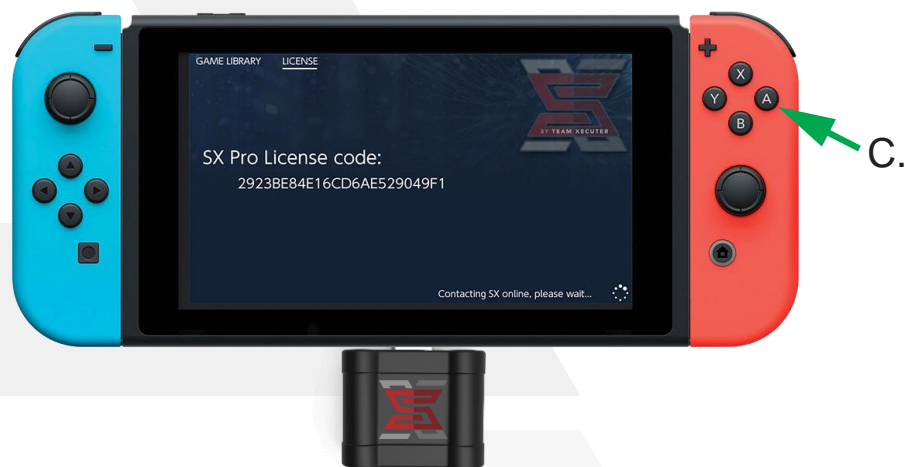 GAME LIBRARY LICENSE
BY TEAM XECUTER
SX Pro License code:
2923BE84E16CD6AE529049F1
Contacting SX online, please wait...
X
Y A
B
C.